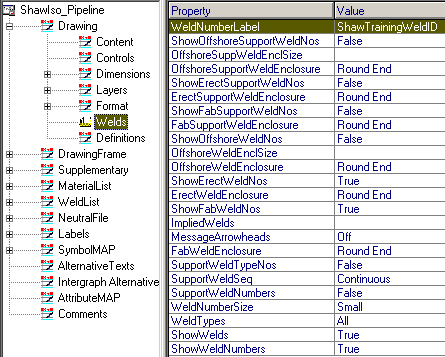 ShawIso_Pipeline
Drawing
Content
Controls
Dimensions
Layers
Format
Welds
Definitions
DrawingFrame
Supplementary
MaterialList
WeldList
NeutralFile
Labels
SymbolMAP
AlternativeTexts
Intergraph Alternative
AttributeMAP
Comments
Property Value
WeldNumberLabel ShawTrainingWeldID
ShowOffshoreSupportWeldNos False
OffshoreSuppWeldEnclSize
OffshoreSupportWeldEnclosure Round End
ShowErectSupportWeldNos False
ErectSupportWeldEnclosure Round End
ShowFabSupportWeldNos False
FabSupportWeldEnclosure Round End
ShowOffshoreWeldNos False
OffshoreWeldEnclSize
OffshoreWeldEnclosure Round End
ShowErectWeldNos True
ErectWeldEnclosure Round End
ShowFabWeldNos True
ImpliedWelds
MessageArrowheads Off
FabWeldEnclosure Round End
SupportWeldTypeNos False
SupportWeldSeq Continuous
SupportWeldNumbers False
WeldNumberSize Small
WeldTypes All
ShowWelds True
ShowWeldNumbers True